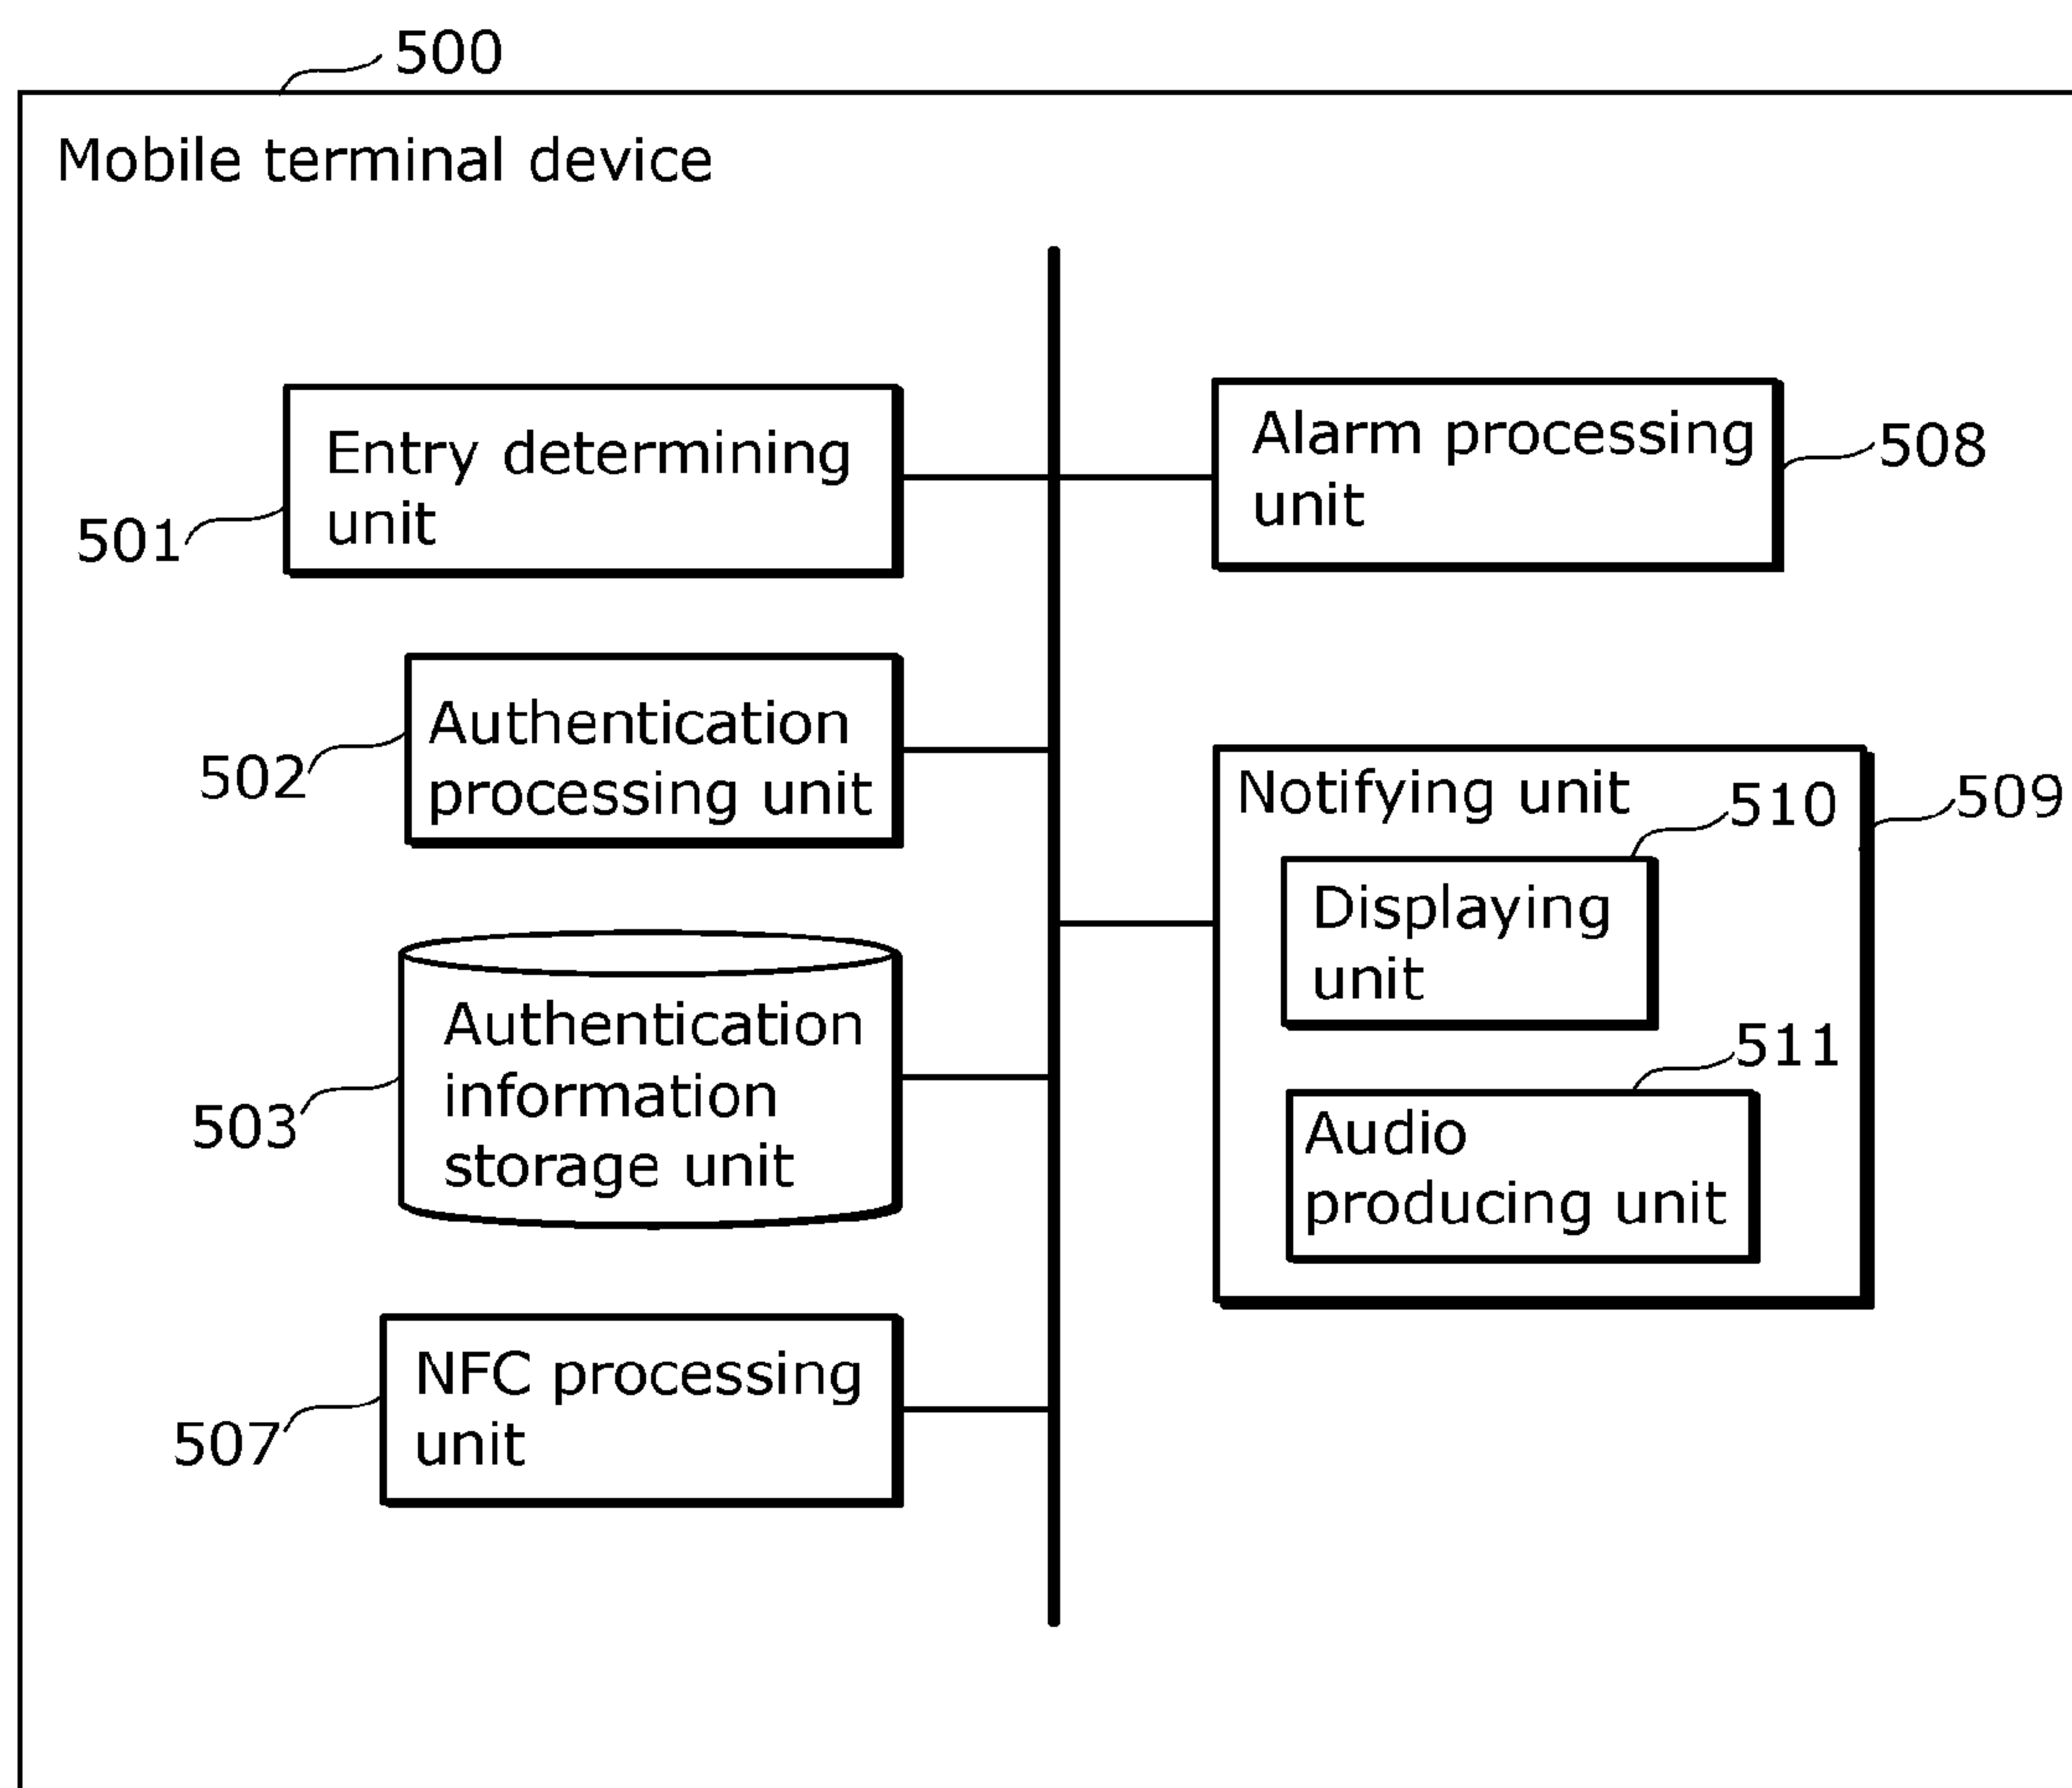 500
Mobile terminal device
Entry determining
unit
501
Alarm processing
unit
508
Authentication
processing unit
502
Notifying unit
509
510
Displaying
unit
511
Audio
producing unit
Authentication
information
storage unit
503
NFC processing
unit
507